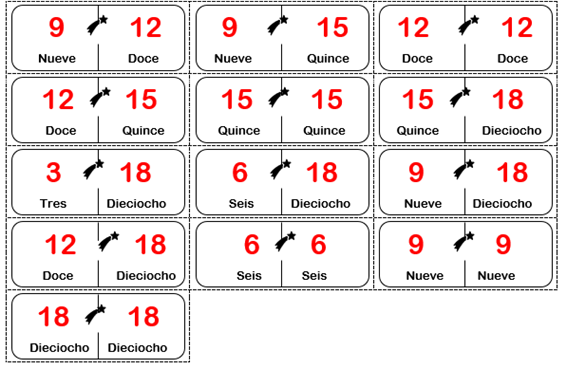 9 12 9 15 12 12
Nueve Doce Nueve Quince Doce Doce
12 15 15 15 15 18
Doce Quince Quince Quince Quince Dieciocho
3 18 6 18 9 18
Tres Dieciocho Seis Dieciocho Nueve Dieciocho
12 18 6 6 9 9
Doce Dieciocho Seis Seis Nueve Nueve
18 18
Dieciocho Dieciocho